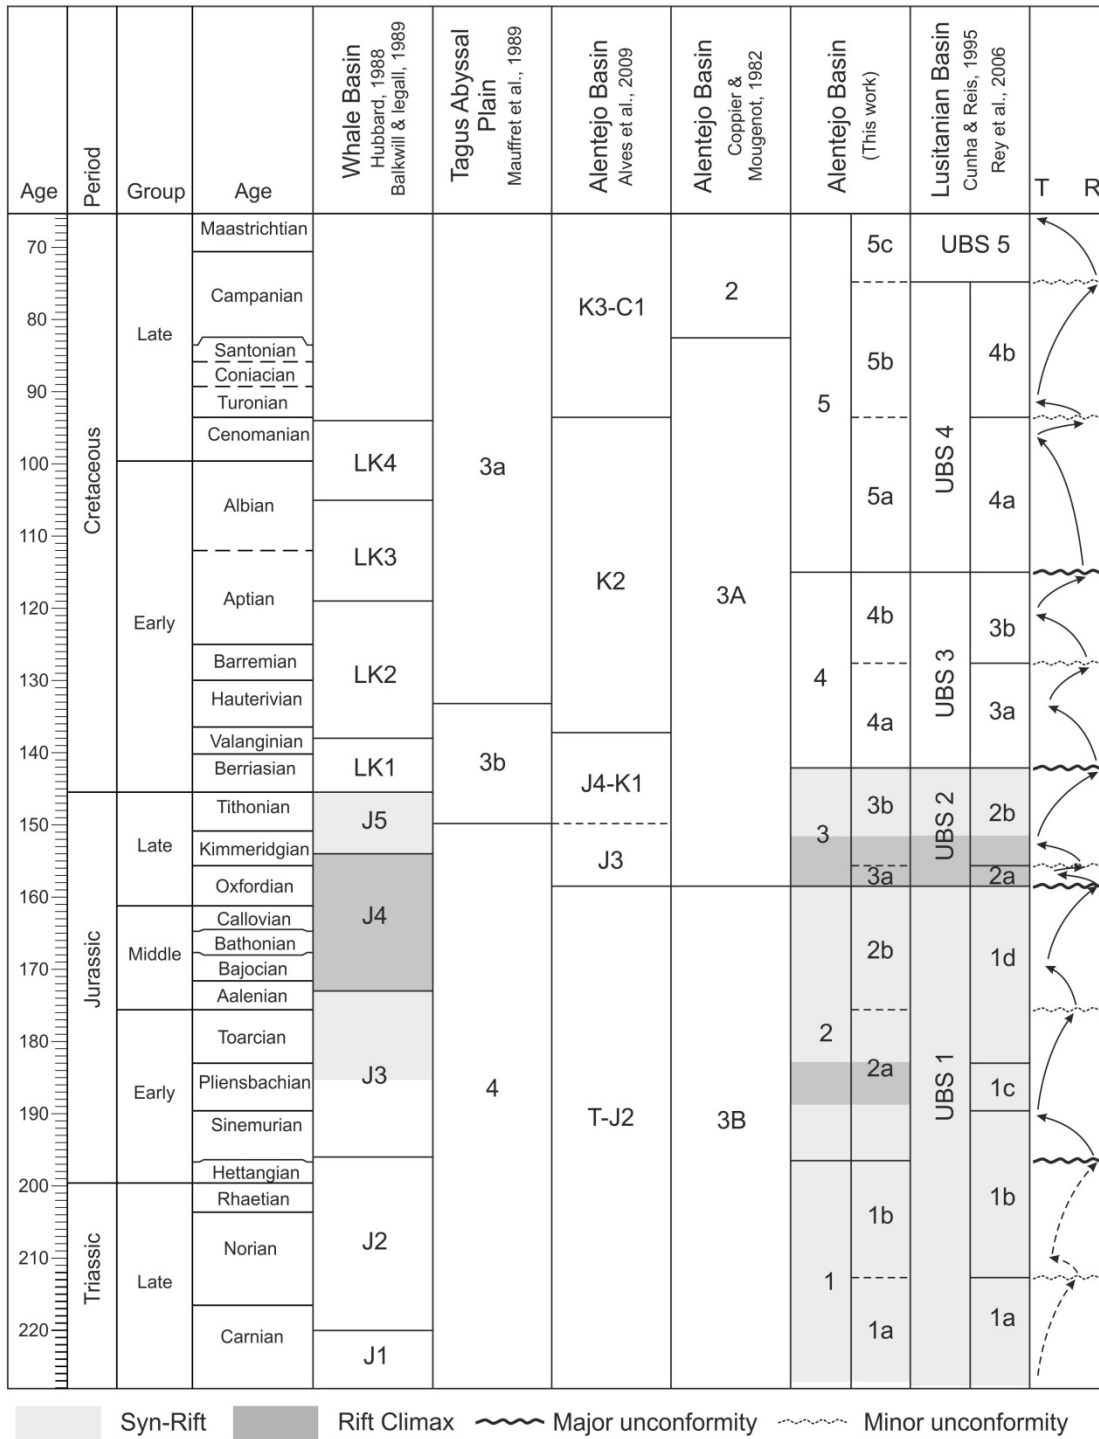 Age
Period
Group
Age
Whale Basin
Hubbard, 1988
Balkwill & legall, 1989
Tagus Abyssal
Plain
Mauffret et al., 1989
Alentejo Basin
Alves et al., 2009
Alentejo Basin
Coppier &
Mougenot, 1982
Alentejo Basin
(This work)
Lusitanian Basin
Cunha & Reis, 1995
Rey et al., 2006
T R
70
80
90
100
110
120
130
140
150
160
170
180
190
200
210
220
Cretaceous
Jurassic
Triassic
Late
Early
Late
Middle
Early
Late
Maastrichtian
Campanian
Santonian
Coniacian
Turonian
Cenomanian
Albian
Aptian
Barremian
Hauterivian
Valanginian
Berriasian
Tithonian
Kimmeridgian
Oxfordian
Callovian
Bathonian
Bajocian
Aalenian
Toarcian
Pliensbachian
Sinemurian
Hettangian
Rhaetian
Norian
Carnian
LK4
LK3
LK2
LK1
J5
J4
J3
J2
J1
3a
3b
4
K3-C1
K2
J4-K1
J3
T-J2
2
3A
3B
5
4
3
2
1
5c
5b
5a
4b
4a
3b
3a
2b
2a
1b
1a
UBS 5
UBS 4
UBS 3
UBS 2
UBS 1
4b
4a
3b
3a
2b
2a
1d
1c
1b
1a
Syn-Rift
Rift Climax
Major unconformity
Minor unconformity